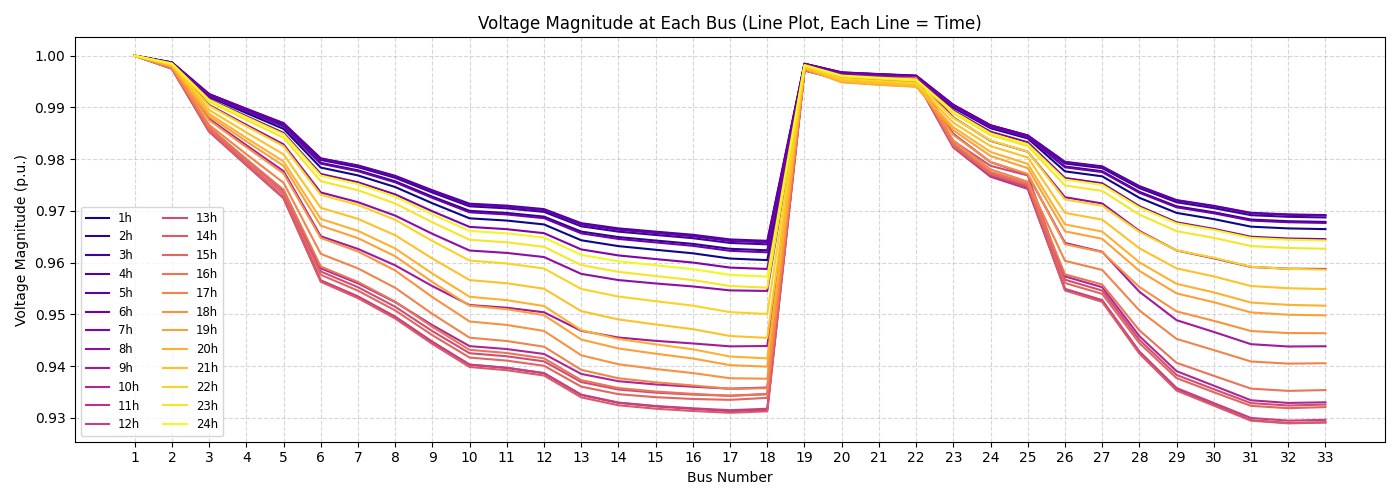 Voltage Magnitude at Each Bus (Line Plot, Each Line = Time)
Voltage Magnitude (p.u.)
1.00
0.99
0.98
0.97
0.96
0.95
0.94
0.93
1h 13h
2h 14h
3h 15h
4h 16h
5h 17h
6h 18h
7h 19h
8h 20h
9h 21h
10h 22h
11h 23h
12h 24h
1 2 3 4 5 6 7 8 9 10 11 12 13 14 15 16 17 18 19 20 21 22 23 24 25 26 27 28 29 30 31 32 33
Bus Number